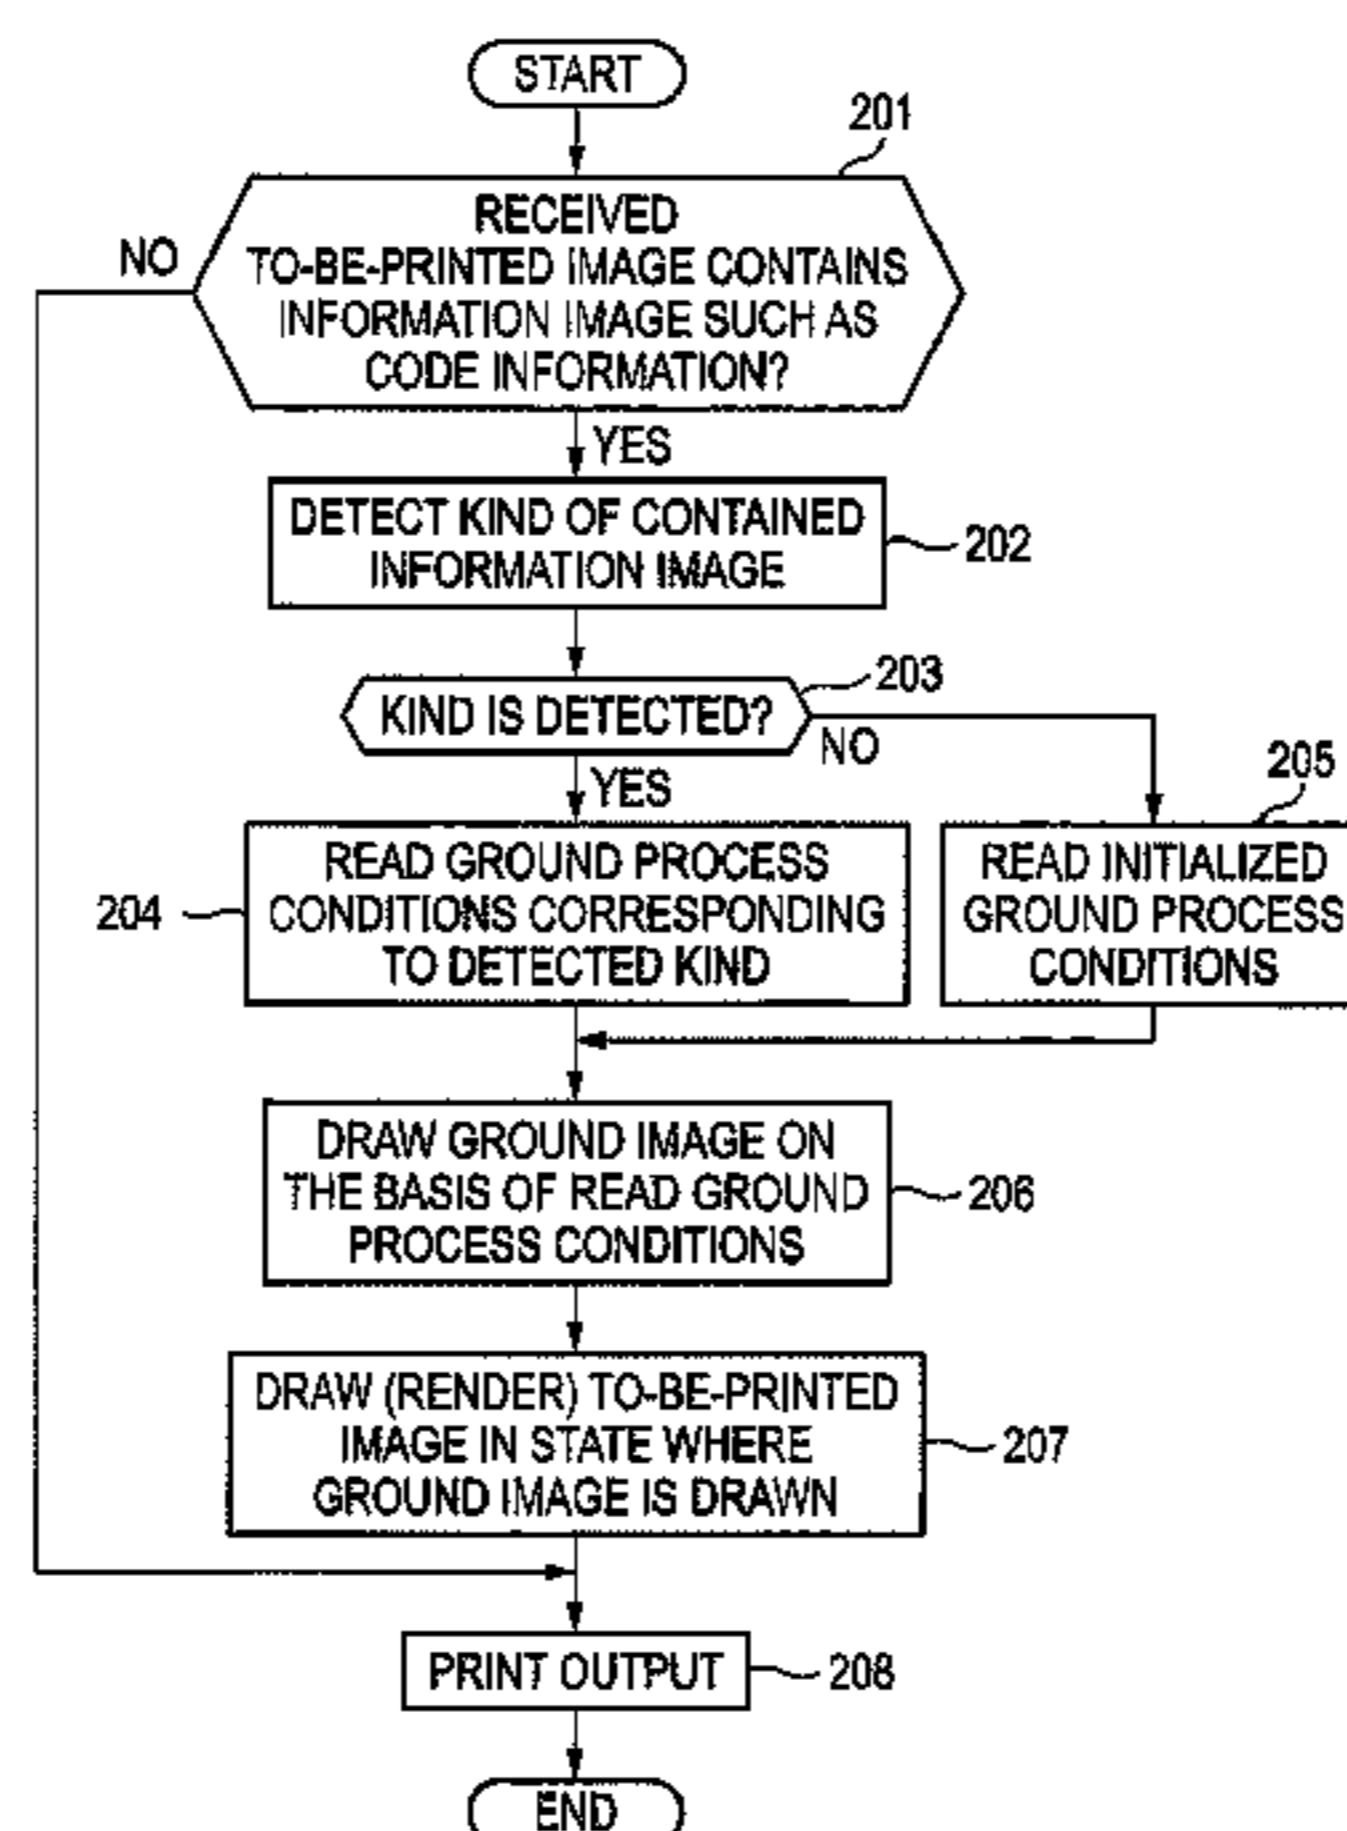 START
201
RECEIVED
TO-BE-PRINTED IMAGE CONTAINS
INFORMATION IMAGE SUCH AS
CODE INFORMATION?
NO
YES
DETECT KIND OF CONTAINED
INFORMATION IMAGE
202
KIND IS DETECTED?
203
NO
YES
204
READ GROUND PROCESS
CONDITIONS CORRESPONDING
TO DETECTED KIND
205
READ INITIALIZED
GROUND PROCESS
CONDITIONS
DRAW GROUND IMAGE ON
THE BASIS OF READ GROUND
PROCESS CONDITIONS
206
DRAW (RENDER) TO-BE-PRINTED
IMAGE IN STATE WHERE
GROUND IMAGE IS DRAWN
207
PRINT OUTPUT
208
END